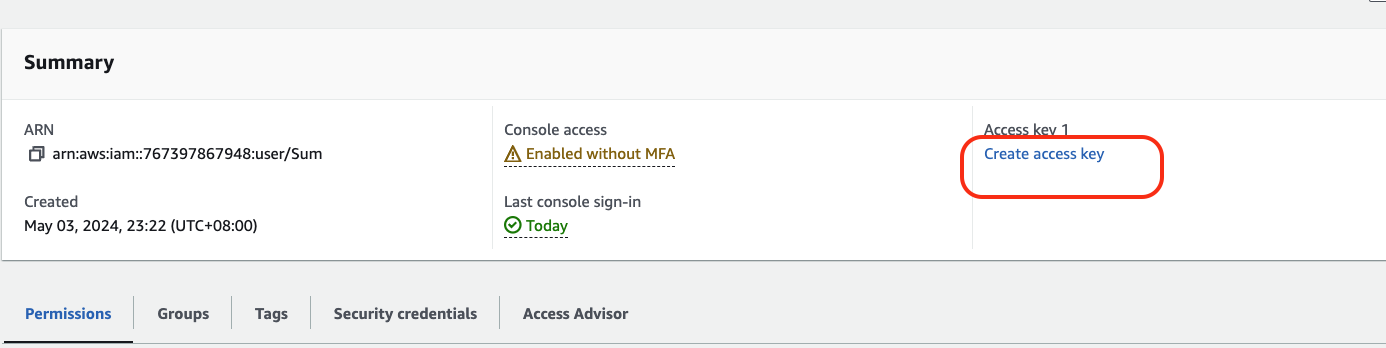 Summary
ARN
arn:aws:iam::767397867948:user/Sum
Created
May 03, 2024, 23:22 (UTC+08:00)
Console access
Enabled without MFA
Last console sign-in
Today
Access key 1
Create access key
Permissions
Groups
Tags
Security credentials
Access Advisor